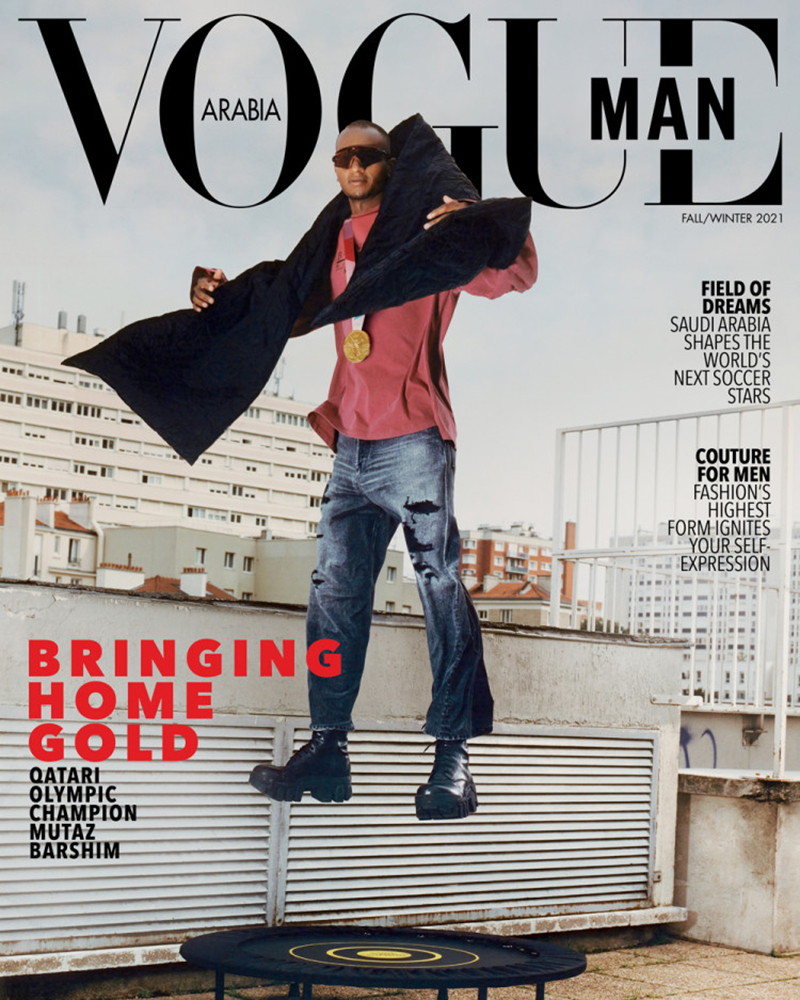 VOGUE
ARABIA
MAN
FALL/WINTER 2021
FIELD OF
DREAMS
SAUDI ARABIA
SHAPES THE
WORLD'S
NEXT SOCCER
STARS
COUTURE
FOR MEN
FASHION'S
HIGHEST
FORM IGNITES
YOUR SELF-
EXPRESSION
BRINGING
HOME
GOLD
QATARI
OLYMPIC
CHAMPION
MUTAZ
BARSHIM